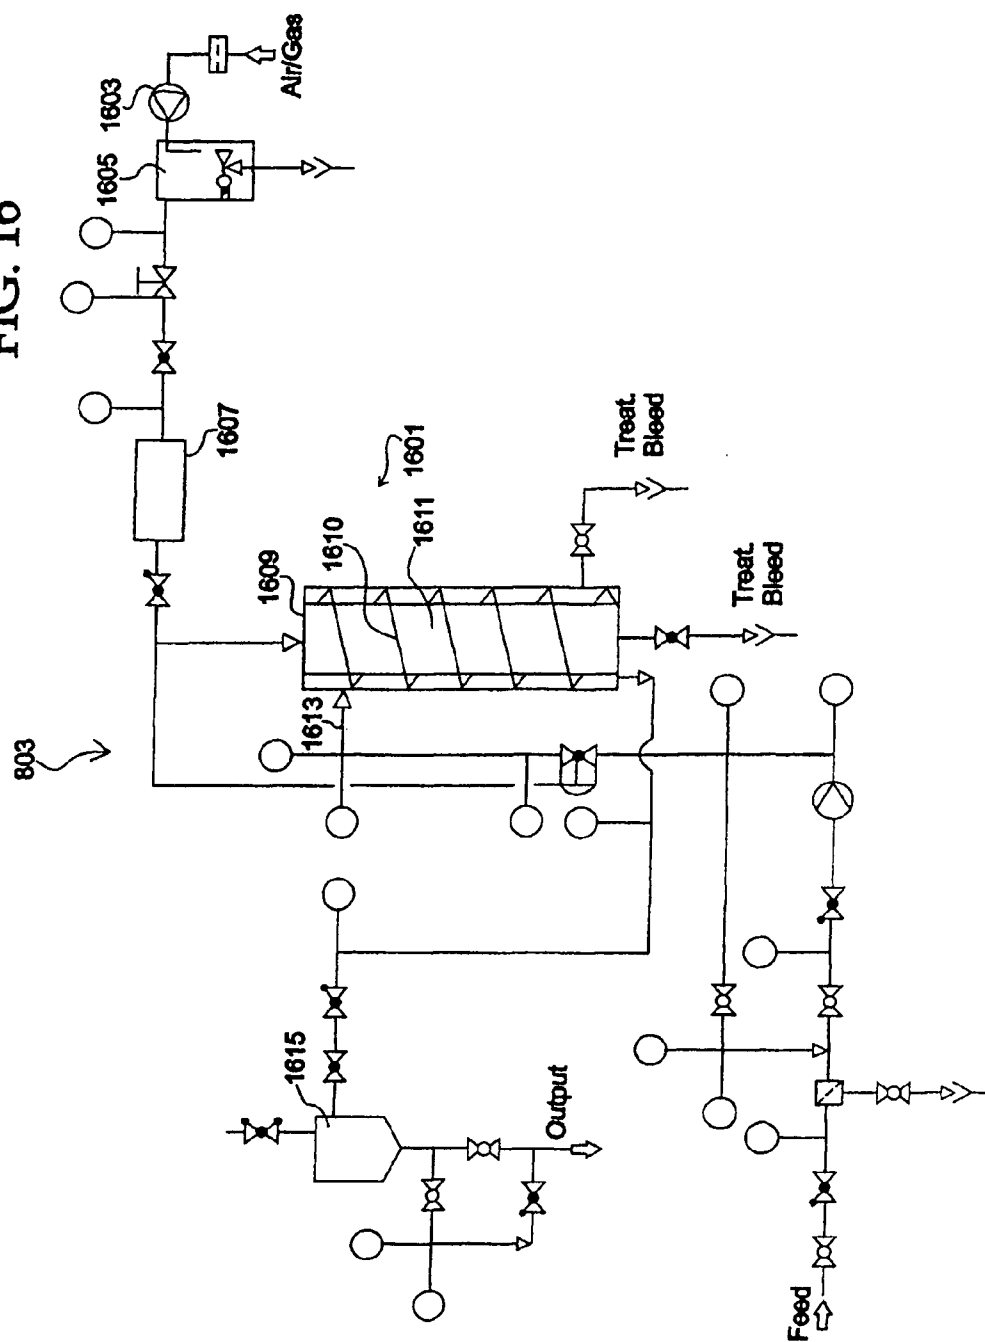 FIG. 16
803
1603
Air/Gas
1605
1607
1609
1610
1611
1601
1613
Treat.
Bleed
Treat.
Bleed
1615
Output
Feed